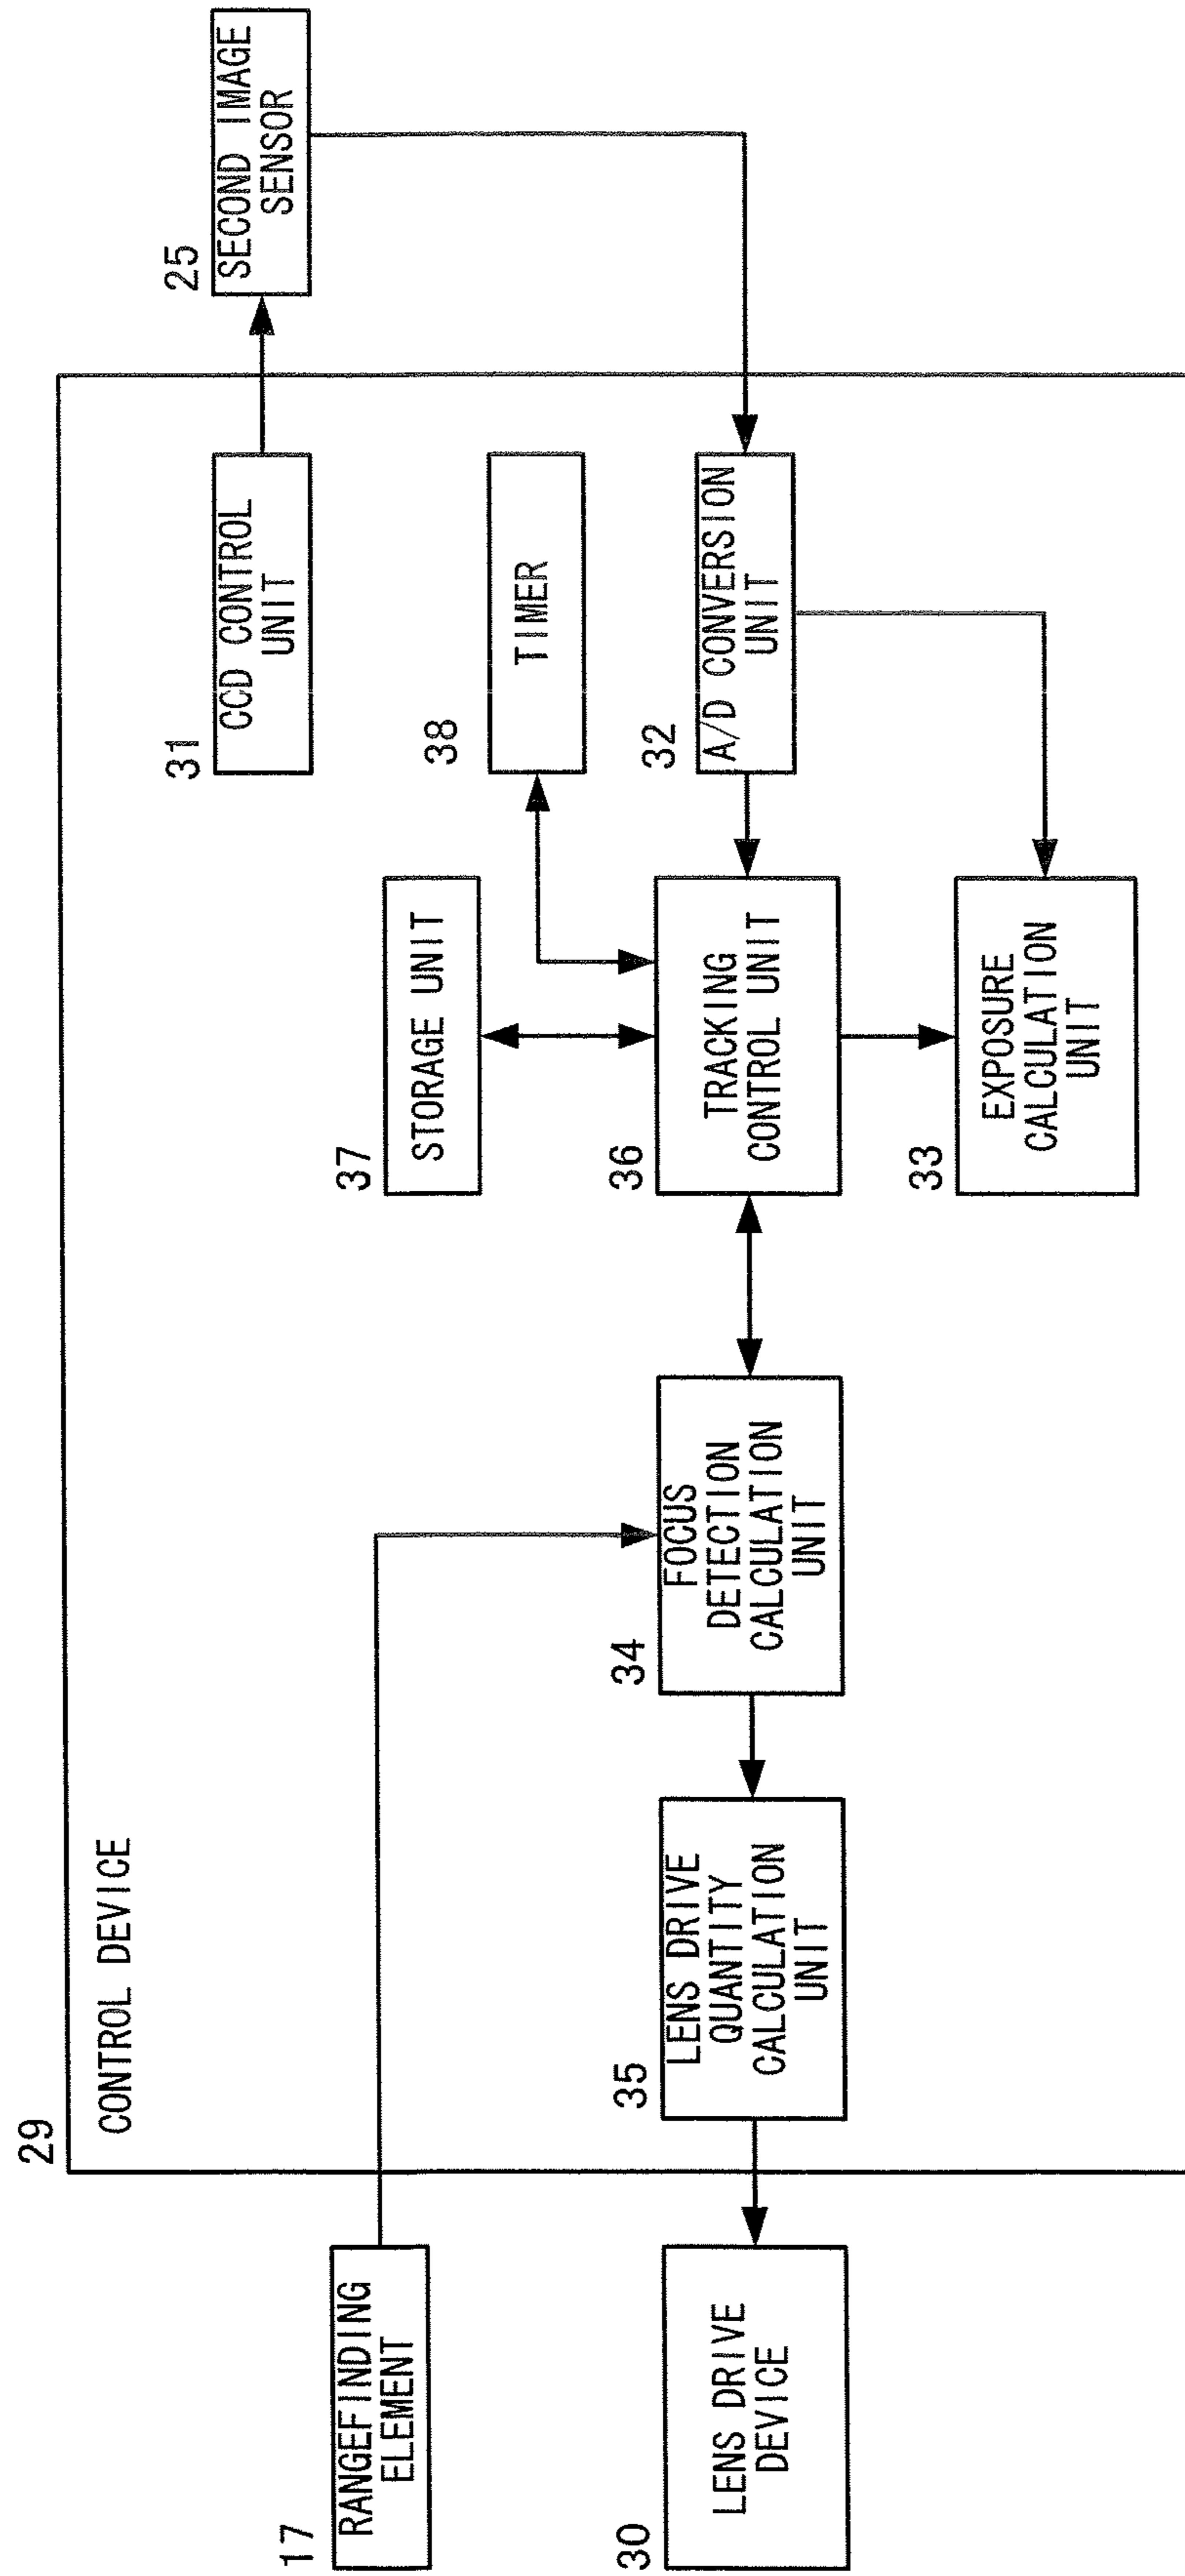 29
CONTROL DEVICE
17
RANGEFINDING
ELEMENT
30
LENS DRIVE
DEVICE
35
LENS DRIVE
QUANTITY
CALCULATION
UNIT
34
FOCUS
DETECTION
CALCULATION
UNIT
37
STORAGE UNIT
36
TRACKING
CONTROL UNIT
33
EXPOSURE
CALCULATION
UNIT
31
CCD CONTROL
UNIT
38
TIMER
32
A/D CONVERSION
UNIT
25
SECOND IMAGE
SENSOR